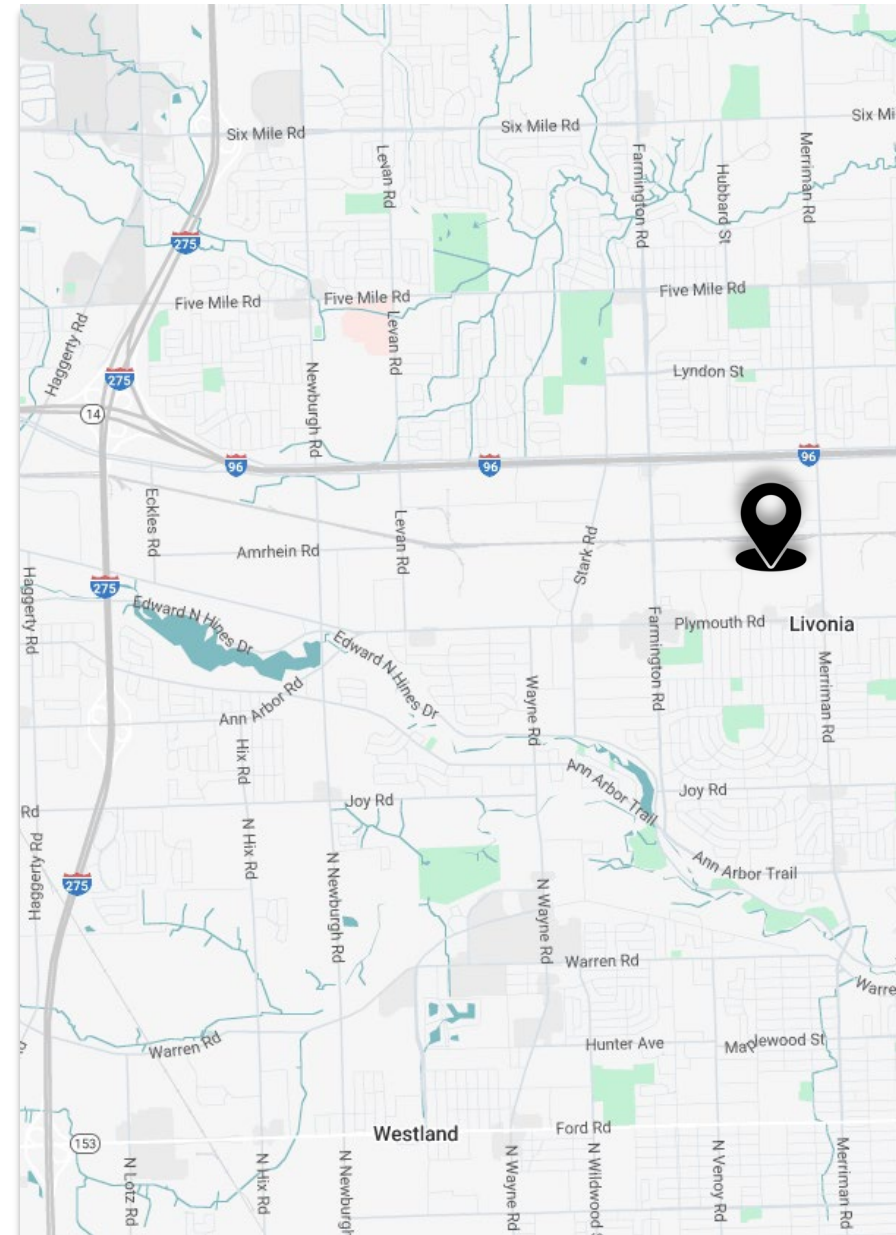 Six Mile Rd
Six Mile Rd
Six Mi
Levan Rd
Farmington Rd
Hubbard St
Merriman Rd
275
Five Mile Rd
Five Mile Rd
Five Mile Rd
Haggerty Rd
Levan Rd
275
Lyndon St
14
Newburgh Rd
96
96
96
Eckles Rd
Levan Rd
Amrhein Rd
Stark Rd
275
Haggerty Rd
Edward N Hines Dr
Edward N Hines Dr
Farmington Rd
Plymouth Rd
Livonia
Merriman Rd
Ann Arbor Rd
Wayne Rd
Hix Rd
Ann Arbor Trail
Joy Rd
Joy Rd
Rd
N Hix Rd
Haggerty Rd
275
N Newburgh Rd
Ann Arbor Trail
N Wayne Rd
Warren Rd
Warre
Warren Rd
Hunter Ave
Maplewood St
Westland
Ford Rd
153
N Lotz Rd
N Hix Rd
N Newburgh
N Wayne Rd
N Wildwood S
N Venoy Rd
Merriman Rd